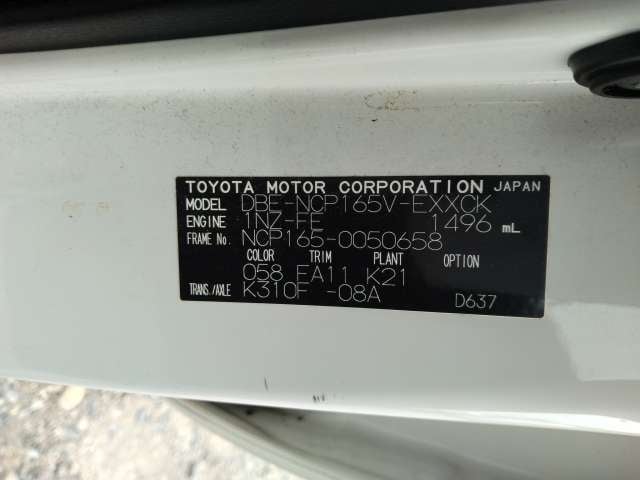 TOYOTA MOTOR CORPORATION JAPAN
MODEL DBE-NCP165V-EXXCK
ENGINE 1NZ-FE 1496 mL
FRAME No. NCP165-0050658
COLOR TRIM PLANT OPTION
058 FA11 K21
TRANS./AXLE K310F -08A D637